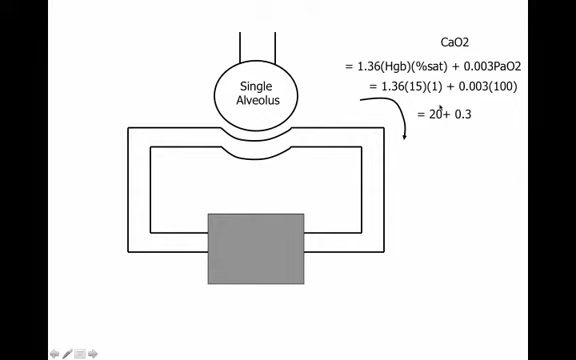 CaO2
= 1.36(Hgb)(%sat) + 0.003PaO2
= 1.36(15)(1) + 0.003(100)
= 20+ 0.3
Single
Alveolus